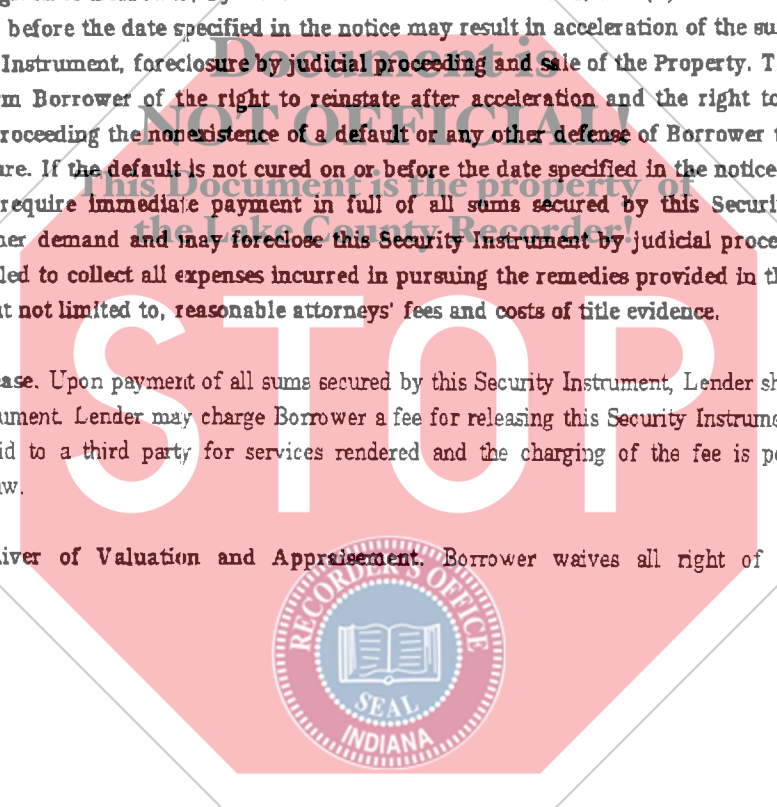 before the date specified in the notice may result in acceleration of the su
Instrument, foreclosure by judicial proceeding and sale of the Property. T
rm Borrower of the right to reinstate after acceleration and the right to
roceeding the nonexistence of a default or any other defense of Borrower t
ure. If the default is not cured on or before the date specified in the notice
require immediate payment in full of all sums secured by this Securi
her demand and may foreclose this Security Instrument by judicial proce
led to collect all expenses incurred in pursuing the remedies provided in t
ut not limited to, reasonable attorneys' fees and costs of title evidence.
ease. Upon payment of all sums secured by this Security Instrument, Lender sh
ument. Lender may charge Borrower a fee for releasing this Security Instrume
id to a third party for services rendered and the charging of the fee is pe
aw.
iver of Valuation and Appraisement. Borrower waives all right of
Document is
NOT OFFICIAL!
This Document is the property of
the Lake County Recorder!
STOP
RECORDER'S OFFICE
SEAL
INDIANA